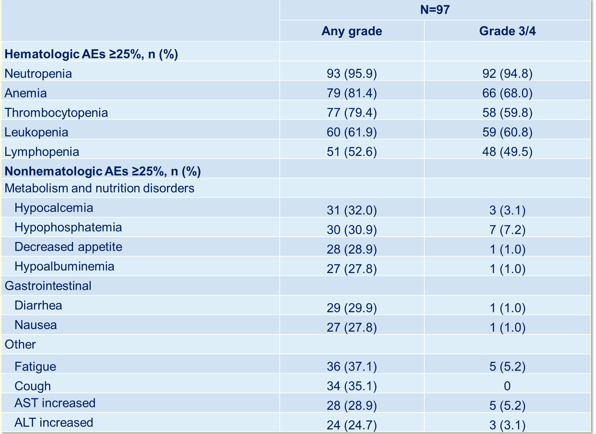 N=97
Any grade Grade 3/4
Hematologic AEs ≥25%, n (%)
Neutropenia 93 (95.9) 92 (94.8)
Anemia 79 (81.4) 66 (68.0)
Thrombocytopenia 77 (79.4) 58 (59.8)
Leukopenia 60 (61.9) 59 (60.8)
Lymphopenia 51 (52.6) 48 (49.5)
Nonhematologic AEs ≥25%, n (%)
Metabolism and nutrition disorders
Hypocalcemia 31 (32.0) 3 (3.1)
Hypophosphatemia 30 (30.9) 7 (7.2)
Decreased appetite 28 (28.9) 1 (1.0)
Hypoalbuminemia 27 (27.8) 1 (1.0)
Gastrointestinal
Diarrhea 29 (29.9) 1 (1.0)
Nausea 27 (27.8) 1 (1.0)
Other
Fatigue 36 (37.1) 5 (5.2)
Cough 34 (35.1) 0
AST increased 28 (28.9) 5 (5.2)
ALT increased 24 (24.7) 3 (3.1)